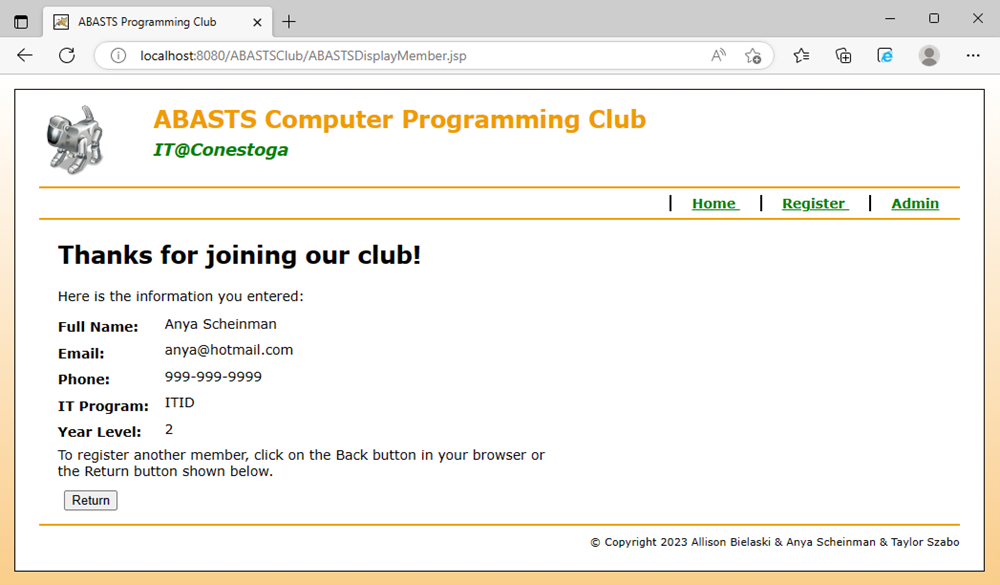 ABASTS Programming Club
localhost:8080/ABASTSClub/ABASTSDisplayMember.jsp
ABASTS Computer Programming Club
IT@Conestoga
| Home | Register | Admin
Thanks for joining our club!
Here is the information you entered:
Full Name: Anya Scheinman
Email: anya@hotmail.com
Phone: 999-999-9999
IT Program: ITID
Year Level: 2
To register another member, click on the Back button in your browser or
the Return button shown below.
Return
© Copyright 2023 Allison Bielaski & Anya Scheinman & Taylor Szabo